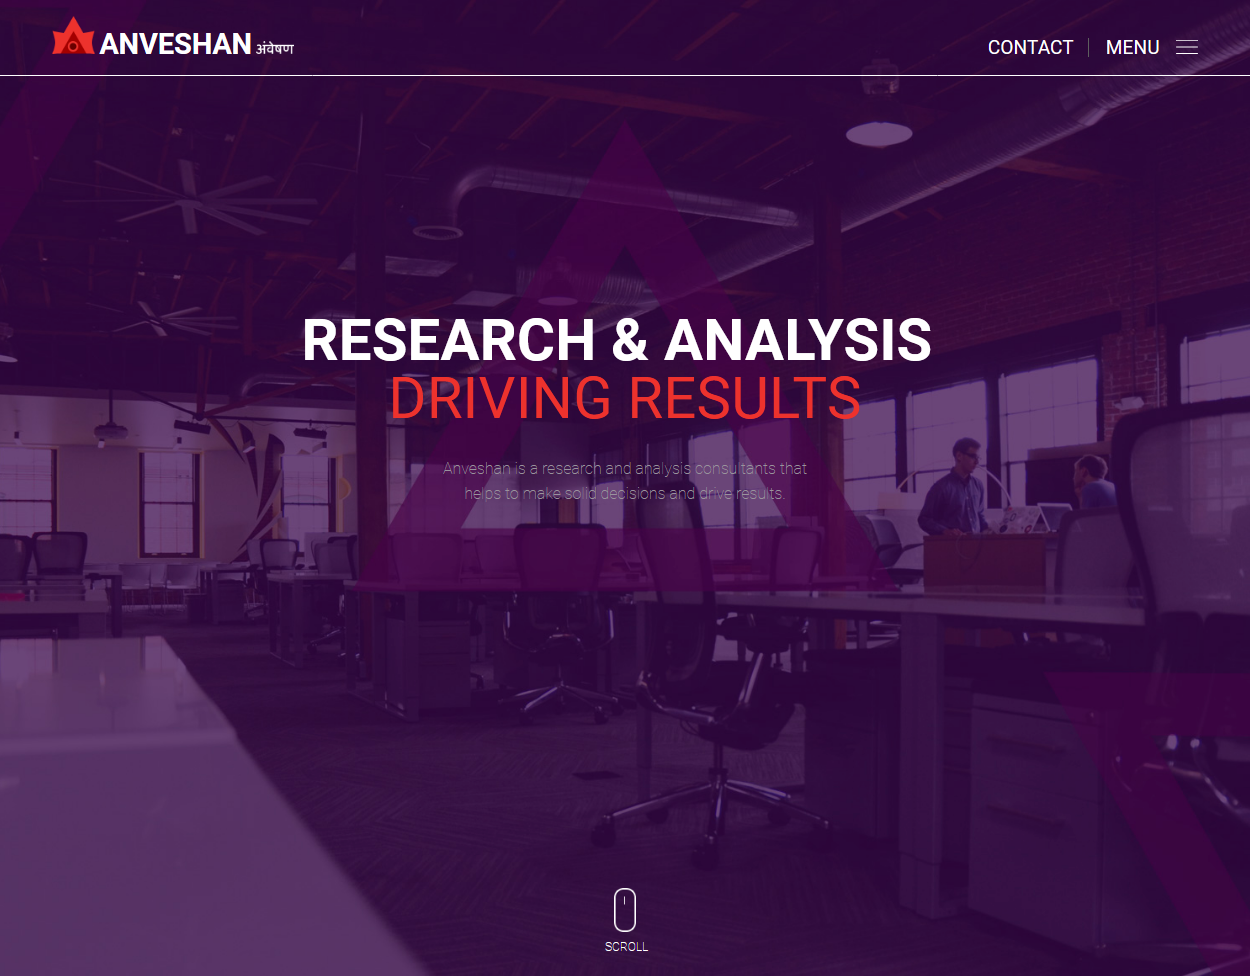 ANVESHAN अंवेषण
CONTACT
MENU
RESEARCH & ANALYSIS
DRIVING RESULTS
Anveshan is a research and analysis consultants that
helps to make solid decisions and drive results.
SCROLL